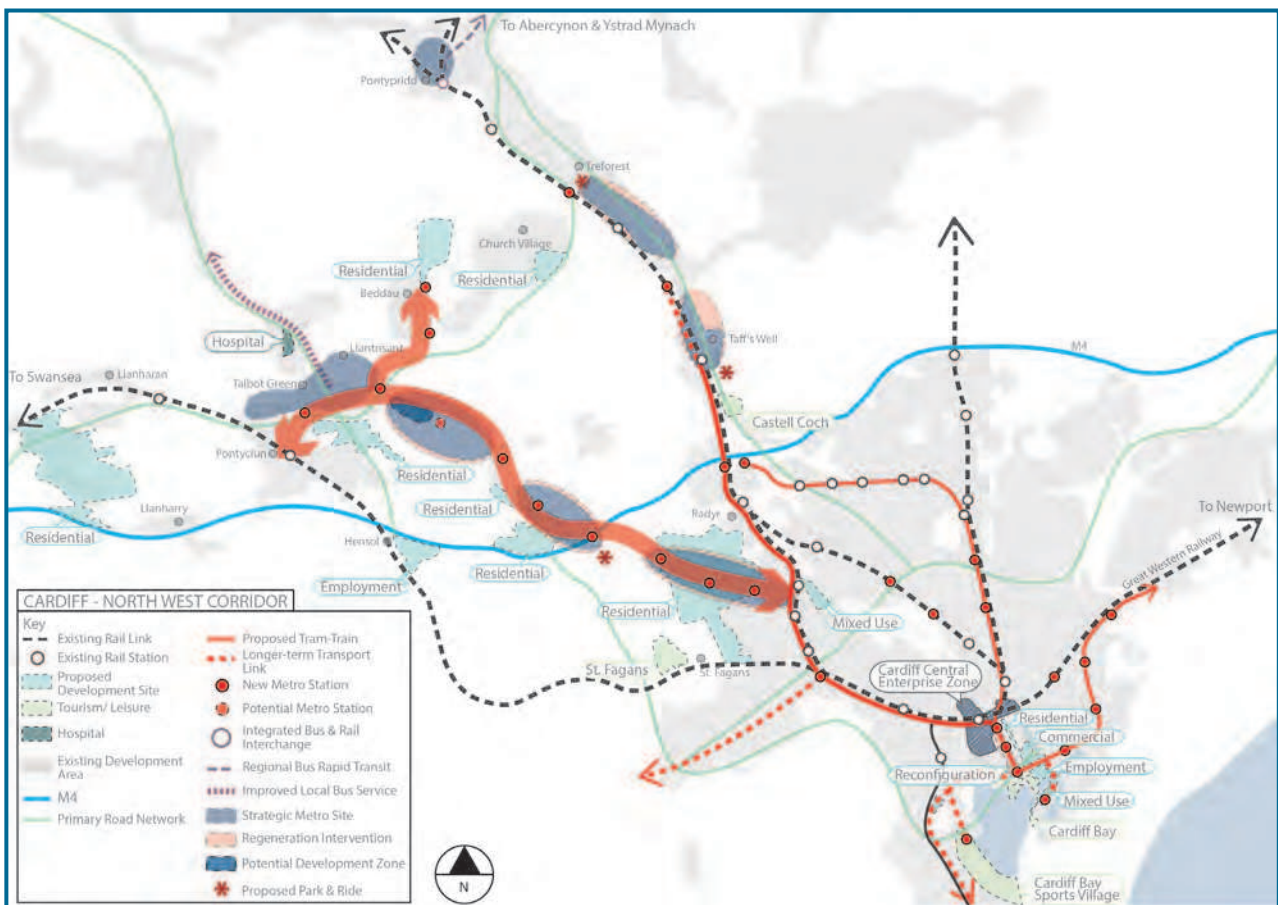 To Abercynon & Ystrad Mynach
Pontypridd
Treforest
Church Village
Residential
Residential
Beddau
Hospital
Llantrisant
Taff's Well
M4
To Swansea
Llanharan
Talbot Green
Castell Coch
Pontyclun
Residential
Residential
Radyr
To Newport
Llanharry
Residential
Hensol
Great Western Railway
Employment
Residential
Residential
Mixed Use
St. Fagans
St. Fagans
Cardiff Central
Enterprise Zone
Residential
Commercial
Reconfiguration
Employment
Mixed Use
Cardiff Bay
Cardiff Bay
Sports Village
CARDIFF - NORTH WEST CORRIDOR
Key
Existing Rail Link
Existing Rail Station
Proposed
Development Site
Tourism/ Leisure
Hospital
Existing Development
Area
M4
Primary Road Network
Proposed Tram-Train
Longer-term Transport
Link
New Metro Station
Potential Metro Station
Integrated Bus & Rail
Interchange
Regional Bus Rapid Transit
Improved Local Bus Service
Strategic Metro Site
Regeneration Intervention
Potential Development Zone
Proposed Park & Ride
N